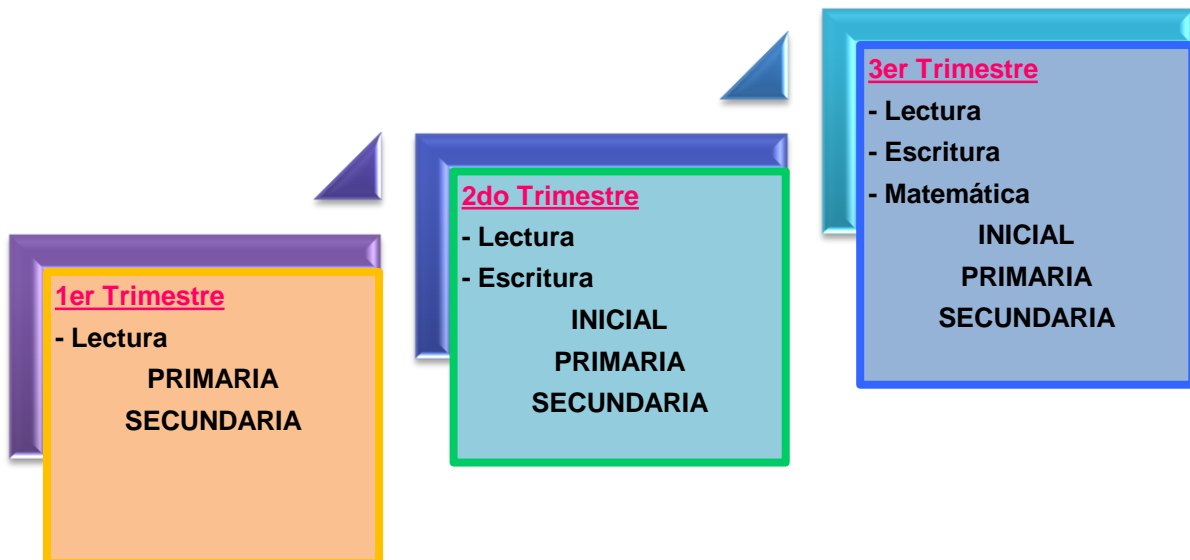 1er Trimestre
- Lectura
PRIMARIA
SECUNDARIA
2do Trimestre
- Lectura
- Escritura
INICIAL
PRIMARIA
SECUNDARIA
3er Trimestre
- Lectura
- Escritura
- Matemática
INICIAL
PRIMARIA
SECUNDARIA